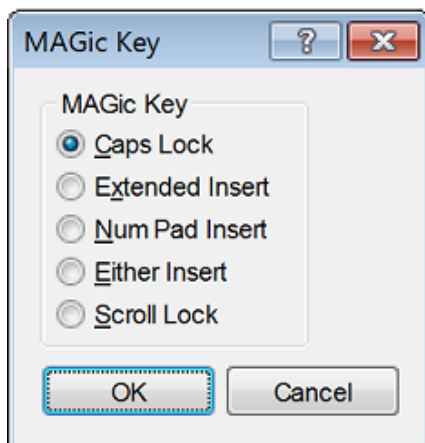 MAGic Key
MAGic Key
Caps Lock
Extended Insert
Num Pad Insert
Either Insert
Scroll Lock
OK
Cancel